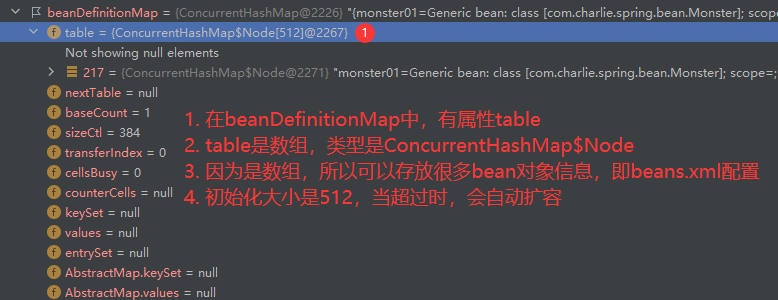 beanDefinitionMap = {ConcurrentHashMap@2226} "{monster01=Generic bean: class [com.charlie.spring.bean.Monster]; scop
f table = {ConcurrentHashMap$Node[512]@2267} 1
Not showing null elements
217 = {ConcurrentHashMap$Node@2271} "monster01=Generic bean: class [com.charlie.spring.bean.Monster]; scope=;
f nextTable = null
f baseCount = 1
f sizeCtl = 384
f transferIndex = 0
f cellsBusy = 0
f counterCells = null
f keySet = null
f values = null
f entrySet = null
f AbstractMap.keySet = null
f AbstractMap.values = null
1. 在beanDefinitionMap中，有属性table
2. table是数组，类型是ConcurrentHashMap$Node
3. 因为是数组，所以可以存放很多bean对象信息，即beans.xml配置
4. 初始化大小是512，当超过时，会自动扩容